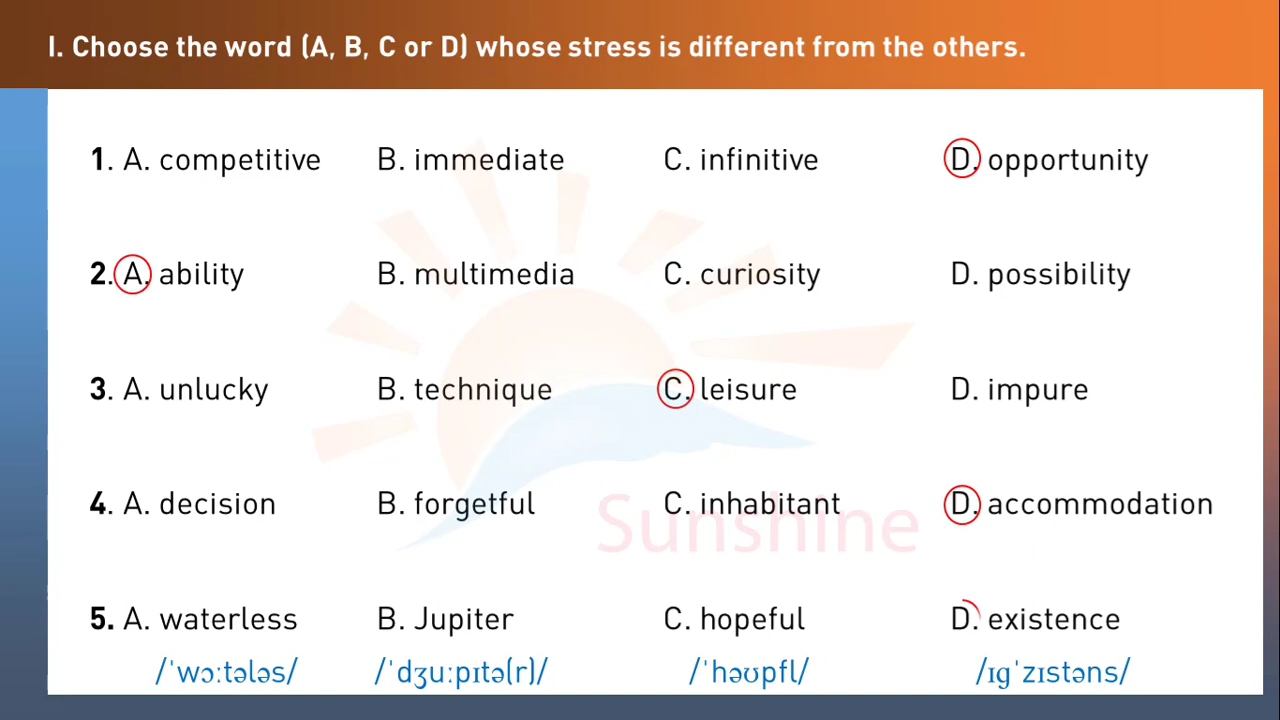 I. Choose the word (A, B, C or D) whose stress is different from the others.
1. A. competitive B. immediate C. infinitive D. opportunity
2. A. ability B. multimedia C. curiosity D. possibility
3. A. unlucky B. technique C. leisure D. impure
4. A. decision B. forgetful C. inhabitant D. accommodation
Sunshine
5. A. waterless B. Jupiter C. hopeful D. existence
/ˈwɔːtələs/ /ˈdʒuːpɪtə(r)/ /ˈhəʊpfl/ /ɪɡˈzɪstəns/